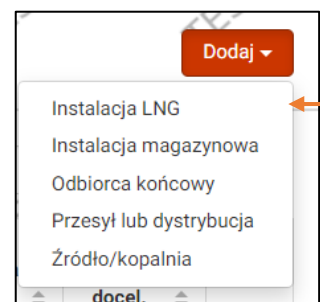 Dodaj
Instalacja LNG
Instalacja magazynowa
Odbiorca końcowy
Przesył lub dystrybucja
Źródło/kopalnia
docel.